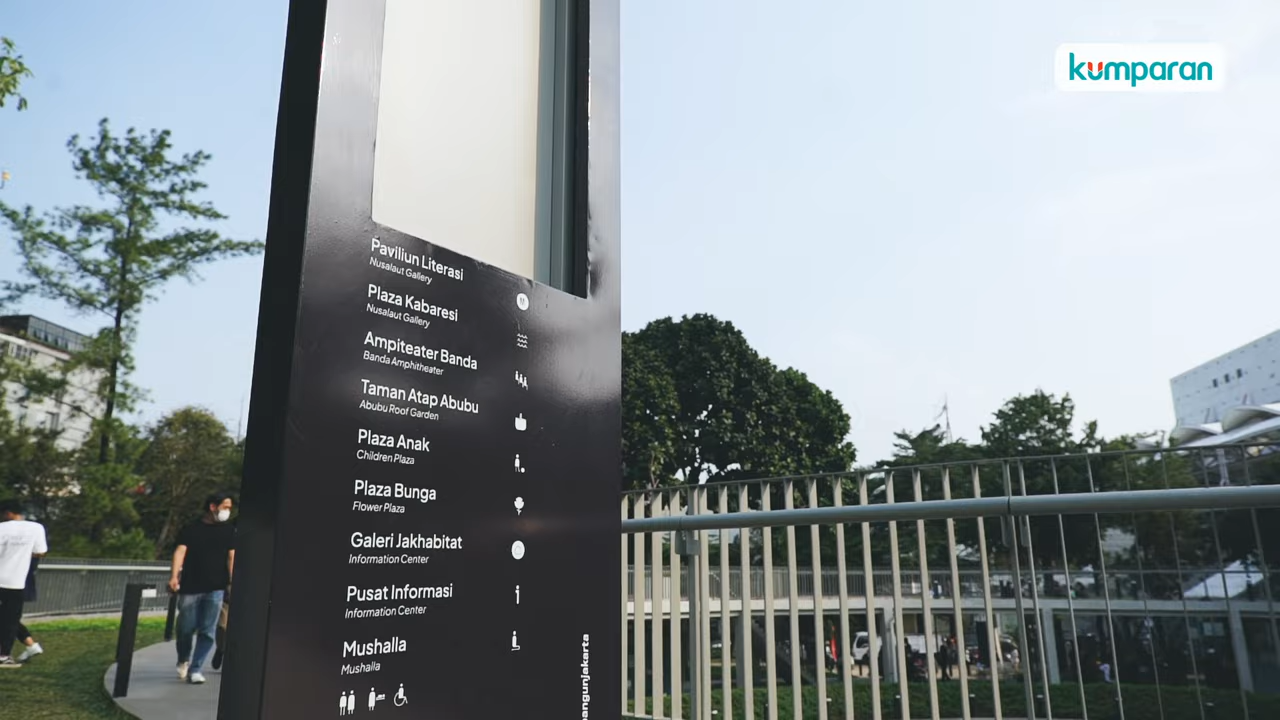 kumparan
Paviliun Literasi
Nusalaut Gallery
Plaza Kabaresi
Nusalaut Gallery
Ampiteater Banda
Banda Amphitheater
Taman Atap Abubu
Abubu Roof Garden
Plaza Anak
Children Plaza
Plaza Bunga
Flower Plaza
Galeri Jakhabitat
Information Center
Pusat Informasi
Information Center
Mushalla
Mushalla
angunjakarta